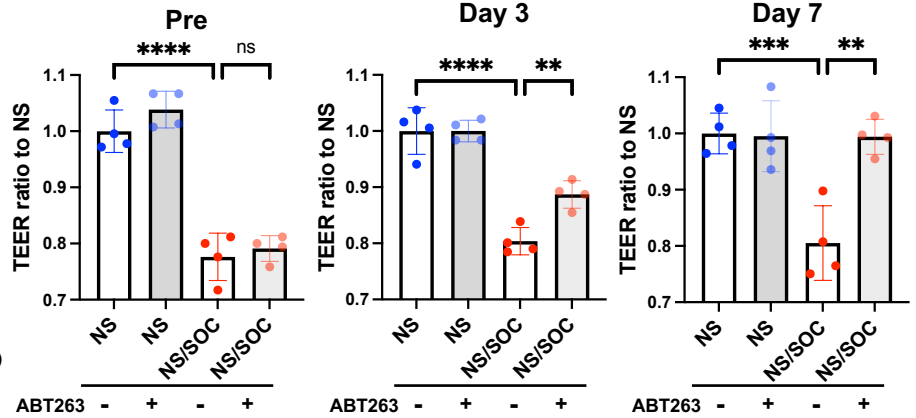 Pre
Day 3
Day 7
**** ns
**** **
*** **
TEER ratio to NS
1.1
1.0
0.9
0.8
0.7
NS NS NS/SOC NS/SOC
TEER ratio to NS
1.1
1.0
0.9
0.8
0.7
NS NS NS/SOC NS/SOC
TEER ratio to NS
1.1
1.0
0.9
0.8
0.7
NS NS NS/SOC NS/SOC
ABT263 - + - +
ABT263 - + - +
ABT263 - + - +